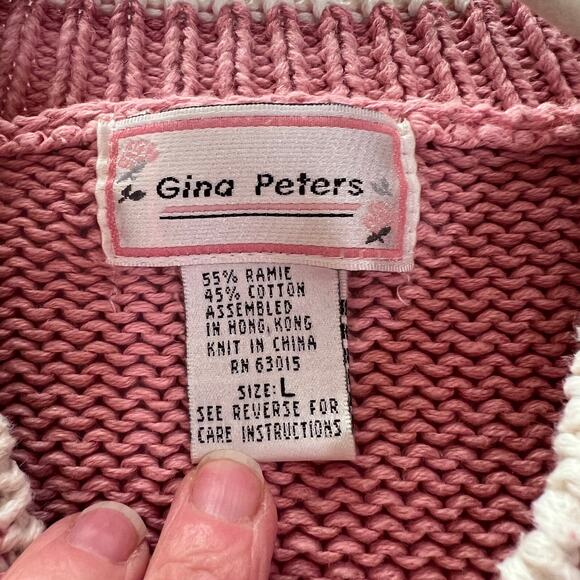 Gina Peters
55% RAMIE
45% COTTON
ASSEMBLED
IN HONG KONG
KNIT IN CHINA
RN 63015
SIZE: L
SEE REVERSE FOR
CARE INSTRUCTIONS